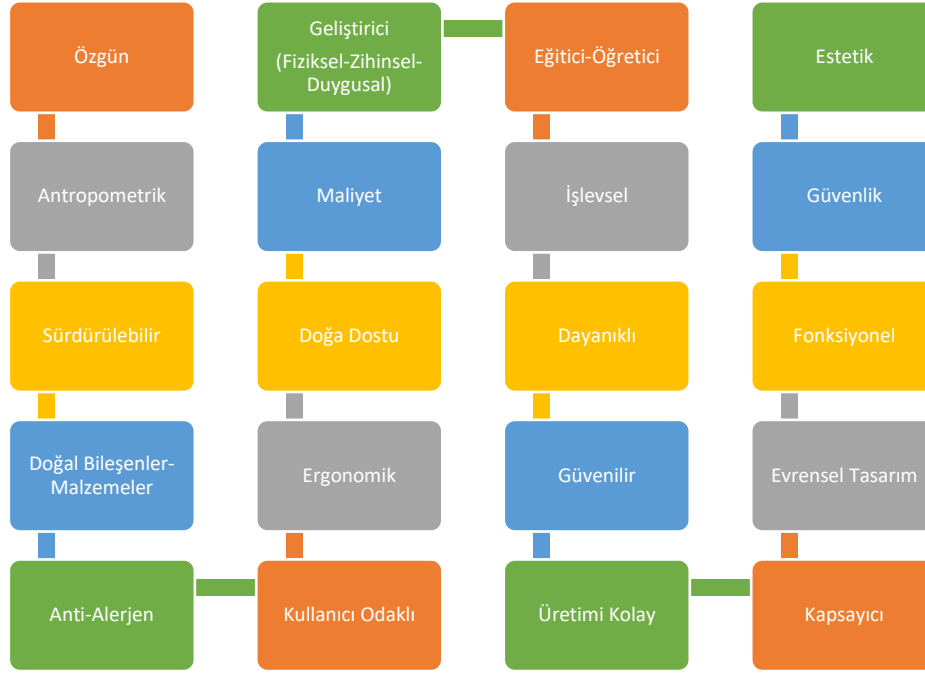 Özgün
Antropometrik
Sürdürülebilir
Doğal Bileşenler-
Malzemeler
Anti-Alerjen
Kullanıcı Odaklı
Ergonomik
Doğa Dostu
Maliyet
Geliştirici
(Fiziksel-Zihinsel-
Duygusal)
Eğitici-Öğretici
İşlevsel
Dayanıklı
Güvenilir
Üretimi Kolay
Kapsayıcı
Evrensel Tasarım
Fonksiyonel
Güvenlik
Estetik